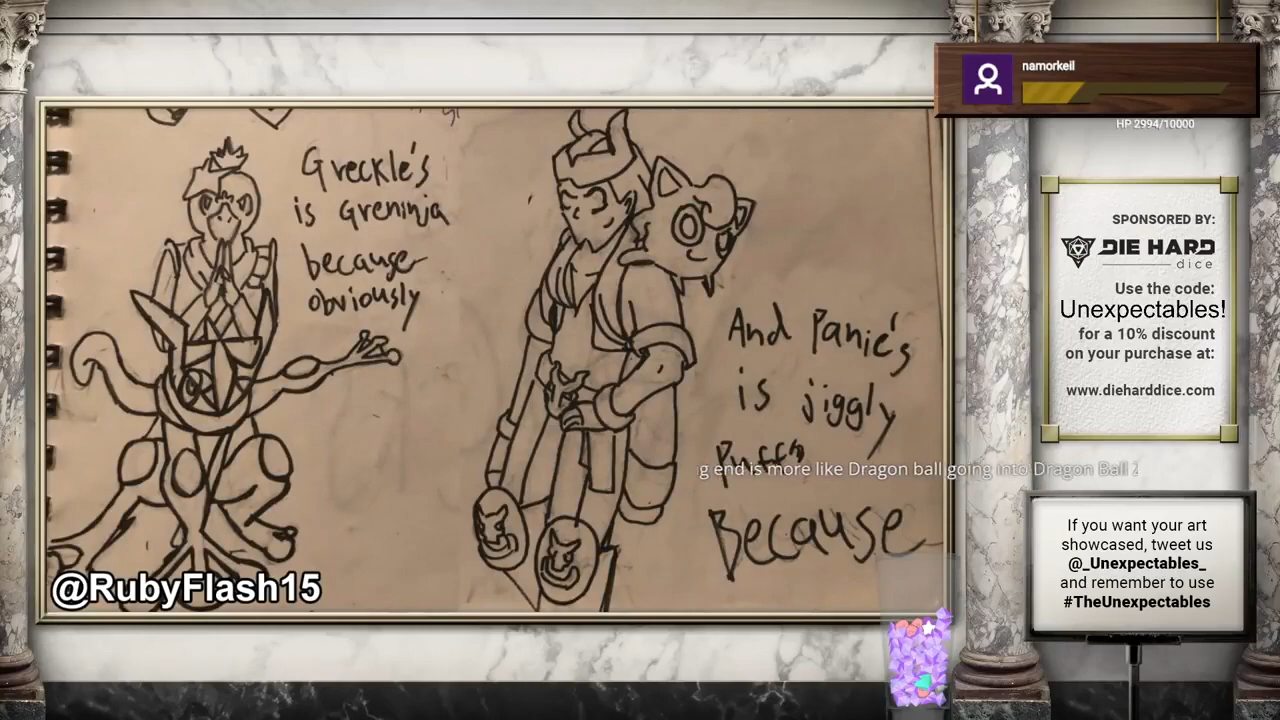 namorkeil
HP 2994/10000
Greckle's
is Greninja
because
obviously
And Panic's
is jiggly
Puff's
Because
g end is more like Dragon ball going into Dragon Ball
@RubyFlash15
SPONSORED BY:
DIE HARD
dice
Use the code:
Unexpectables!
for a 10% discount
on your purchase at:
www.dieharddice.com
If you want your art
showcased, tweet us
@_Unexpectables_
and remember to use
#TheUnexpectables